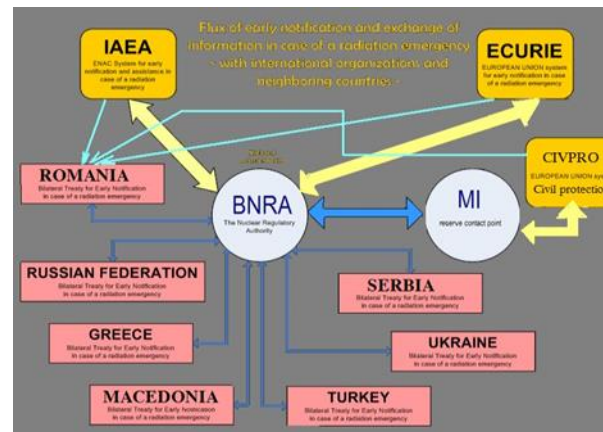 Flux of early notification and exchange of
information in case of a radiation emergency
- with international organizations and
neighboring countries -
IAEA
ENAC System for early
notification and assistance in
case of a radiation
emergency
ECURIE
EUROPEAN UNION system
for early notification in case
of a radiation
emergency
CIVPRO
EUROPEAN UNION sys
Civil protection
ROMANIA
Bilateral Treaty for Early Notification
in case of a radiation emergency
BNRA
The Nuclear Regulatory
Authority
MI
reserve contact point
RUSSIAN FEDERATION
Bilateral Treaty for Early Notification
in case of a radiation emergency
SERBIA
Bilateral Treaty for Early Notification
in case of a radiation emergency
GREECE
Bilateral Treaty for Early Notification
in case of a radiation emergency
UKRAINE
Bilateral Treaty for Early Notification
in case of a radiation emergency
MACEDONIA
Bilateral Treaty for Early Notification
in case of a radiation emergency
TURKEY
Bilateral Treaty for Early Notification
in case of a radiation emergency